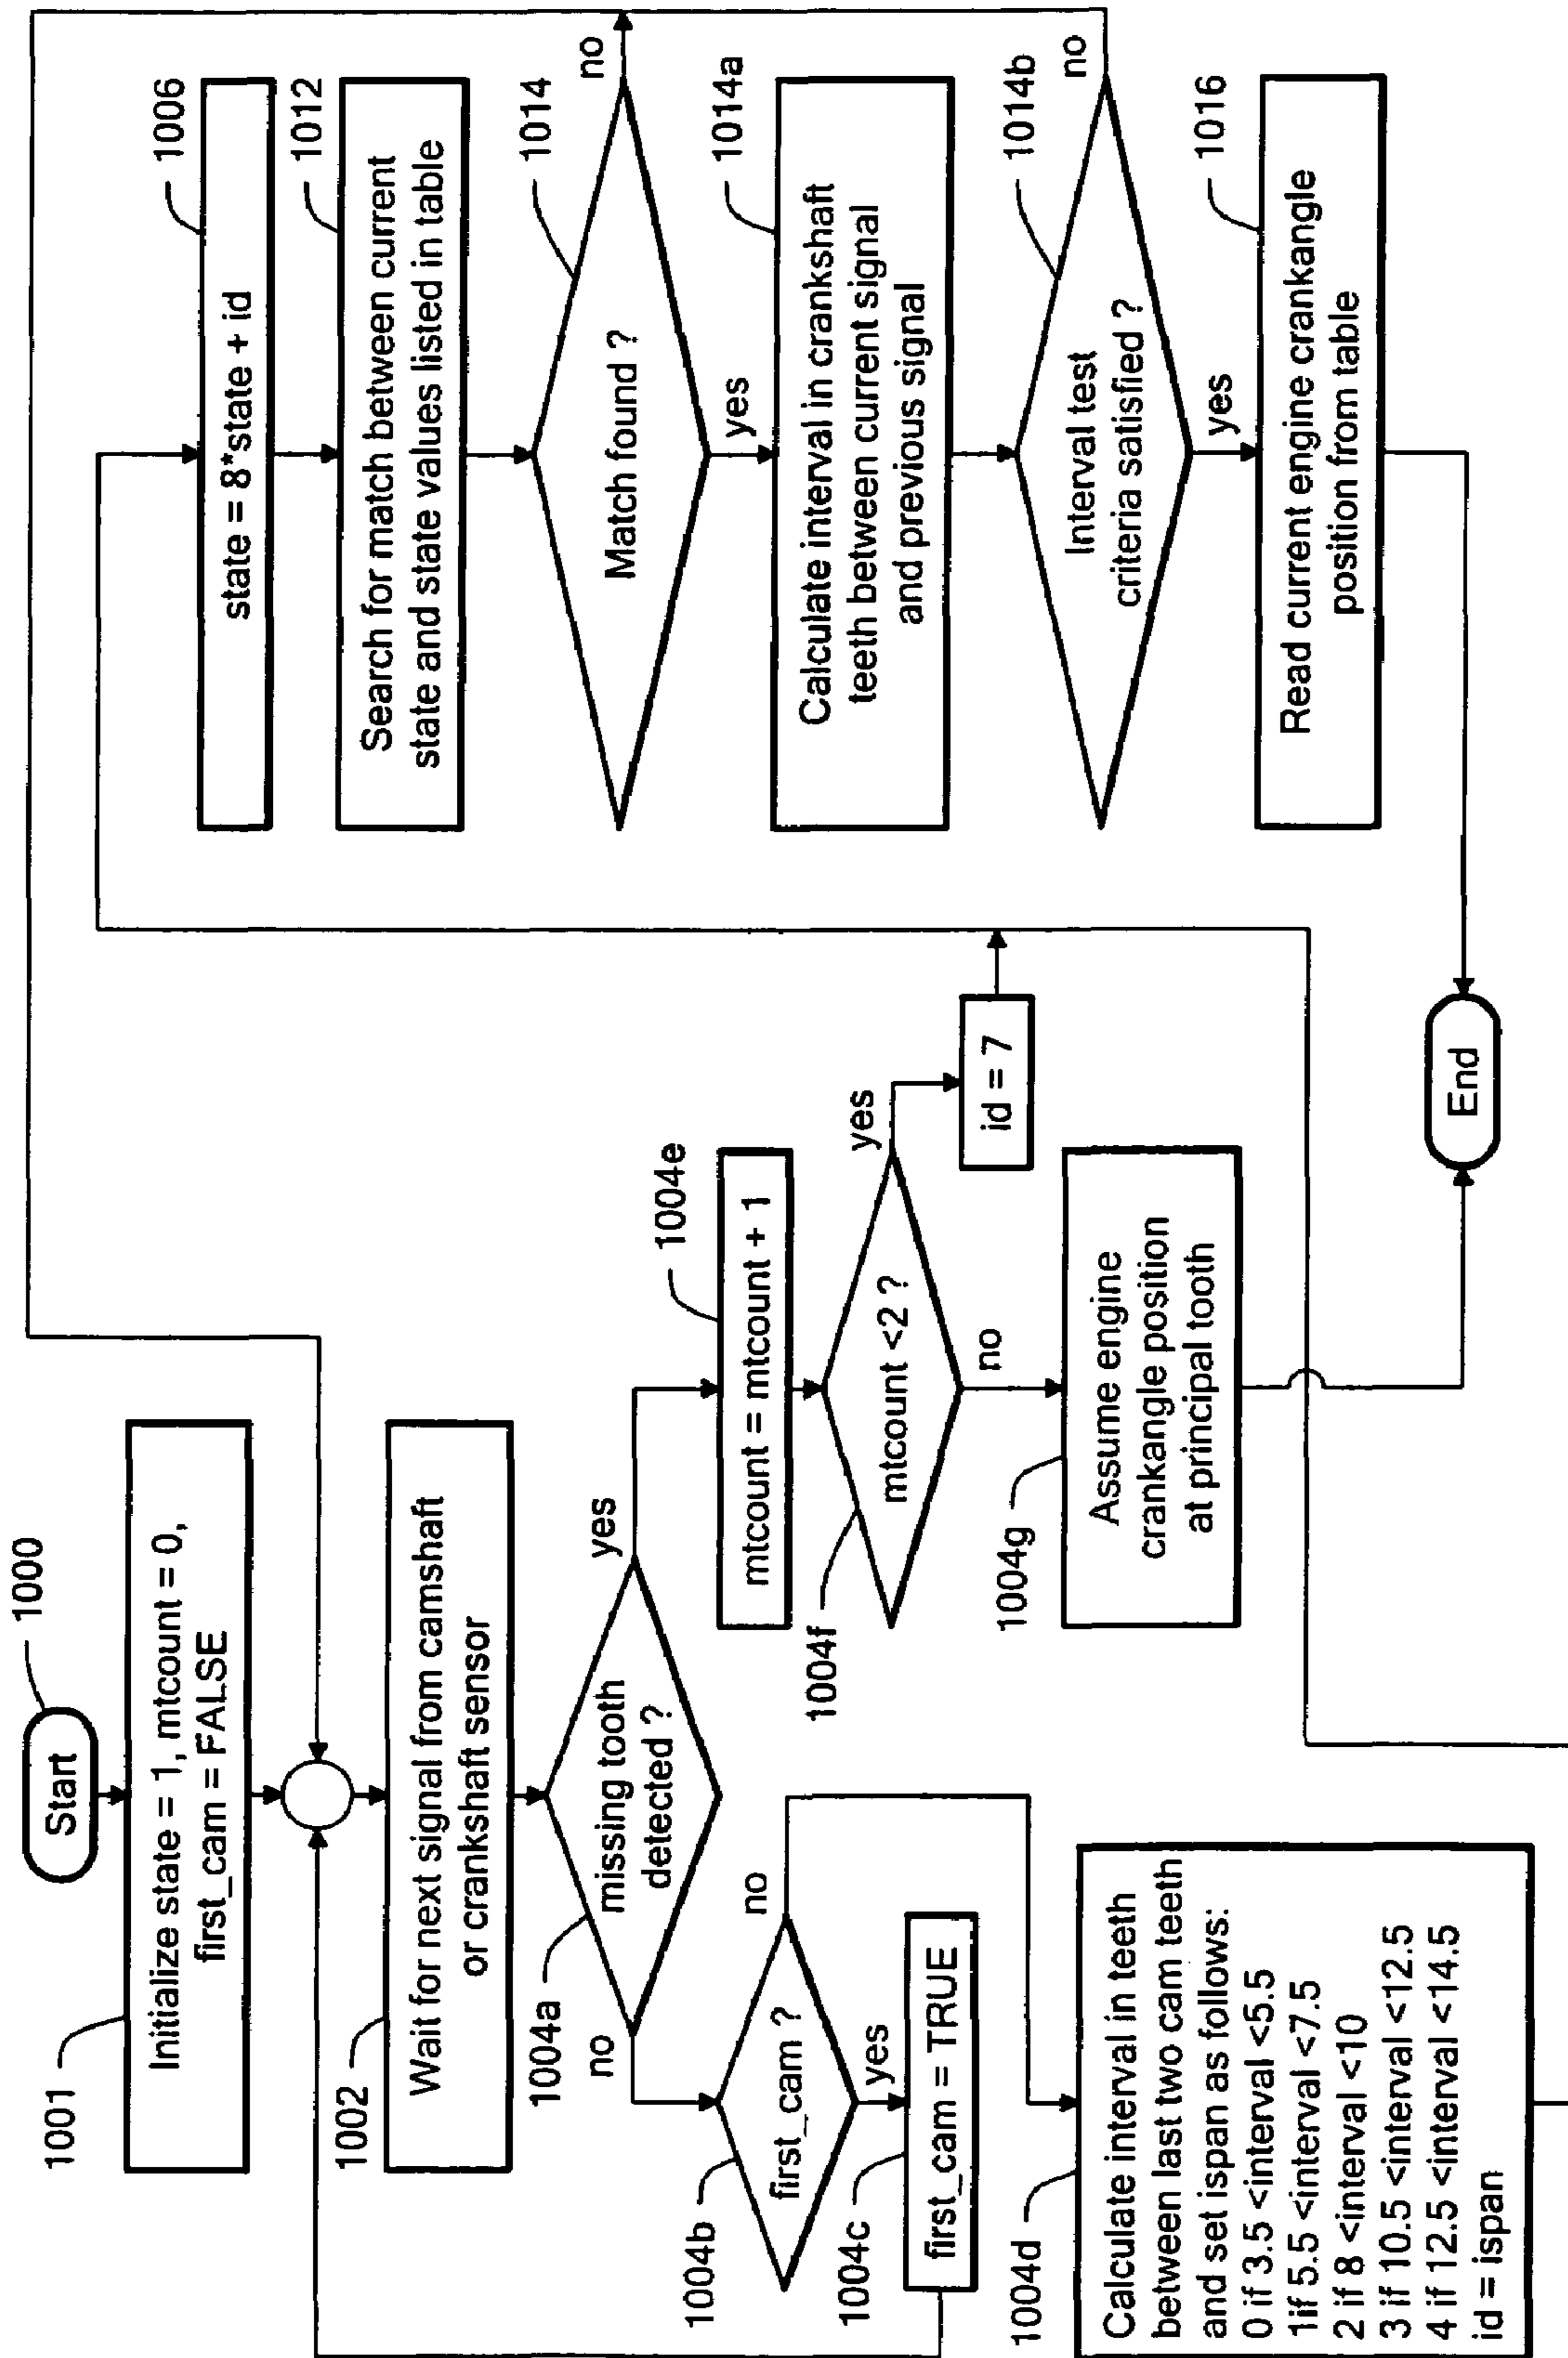 Start
1000
1001
Initialize state = 1, mtcount = 0,
first_cam = FALSE
1002
Wait for next signal from camshaft
or crankshaft sensor
1004a
missing tooth
detected ?
no
yes
1004b
first_cam ?
no
yes
1004c
first_cam = TRUE
1004d
Calculate interval in teeth
between last two cam teeth
and set ispan as follows:
0 if 3.5 <interval <5.5
1if 5.5 <interval <7.5
2 if 8 <interval <10
3 if 10.5 <interval <12.5
4 if 12.5 <interval <14.5
id = ispan
1004e
mtcount = mtcount + 1
1004f
mtcount <2 ?
yes
no
id = 7
1004g
Assume engine
crankangle position
at principal tooth
End
1006
state = 8*state + id
1012
Search for match between current
state and state values listed in table
1014
Match found ?
no
yes
1014a
Calculate interval in crankshaft
teeth between current signal
and previous signal
1014b
Interval test
criteria satisfied ?
no
yes
1016
Read current engine crankangle
position from table